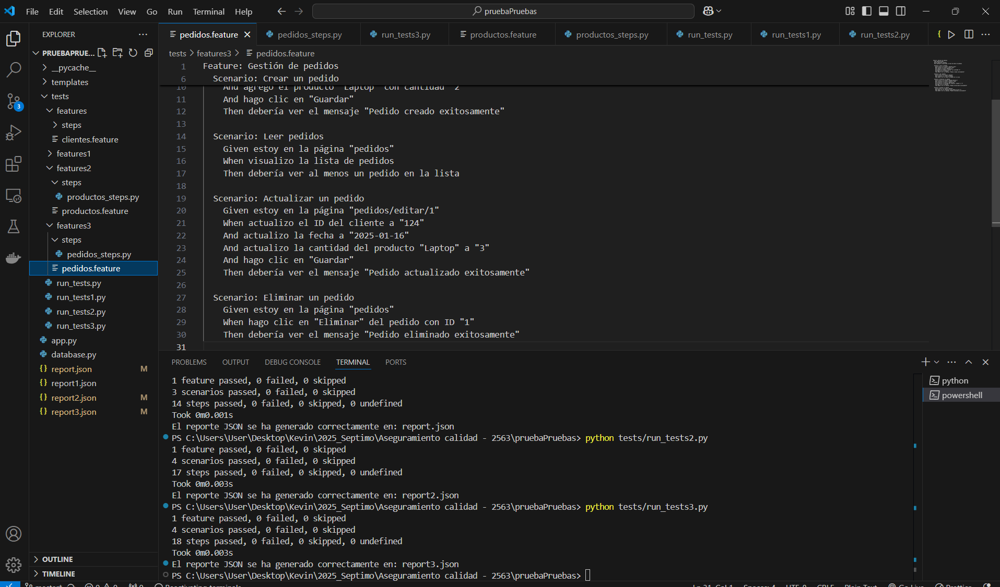 File Edit Selection View Go Run Terminal Help
pruebaPruebas
EXPLORER
PRUEBAPRUE...
__pycache__
templates
tests
features
steps
clientes.feature
features1
features2
steps
productos_steps.py
productos.feature
features3
steps
pedidos_steps.py
pedidos.feature
run_tests.py
run_tests1.py
run_tests2.py
run_tests3.py
app.py
database.py
report.json M
report1.json
report2.json M
report3.json M
OUTLINE
TIMELINE
3
pedidos.feature pedidos_steps.py run_tests3.py productos.feature productos_steps.py run_tests.py run_tests1.py run_tests2.py
tests > features3 > pedidos.feature
1 Feature: Gestión de pedidos
6 Scenario: Crear un pedido
10 And agrego el producto "Laptop" con cantidad "2"
11 And hago clic en "Guardar"
12 Then debería ver el mensaje "Pedido creado exitosamente"
13
14 Scenario: Leer pedidos
15 Given estoy en la página "pedidos"
16 When visualizo la lista de pedidos
17 Then debería ver al menos un pedido en la lista
18
19 Scenario: Actualizar un pedido
20 Given estoy en la página "pedidos/editar/1"
21 When actualizo el ID del cliente a "124"
22 And actualizo la fecha a "2025-01-16"
23 And actualizo la cantidad del producto "Laptop" a "3"
24 And hago clic en "Guardar"
25 Then debería ver el mensaje "Pedido actualizado exitosamente"
26
27 Scenario: Eliminar un pedido
28 Given estoy en la página "pedidos"
29 When hago clic en "Eliminar" del pedido con ID "1"
30 Then debería ver el mensaje "Pedido eliminado exitosamente"
31
PROBLEMS OUTPUT DEBUG CONSOLE TERMINAL PORTS
1 feature passed, 0 failed, 0 skipped
3 scenarios passed, 0 failed, 0 skipped
14 steps passed, 0 failed, 0 skipped, 0 undefined
Took 0m0.001s
El reporte JSON se ha generado correctamente en: report.json
PS C:\Users\User\Desktop\Kevin\2025_Septimo\Aseguramiento calidad - 2563\pruebaPruebas> python tests/run_tests2.py
1 feature passed, 0 failed, 0 skipped
4 scenarios passed, 0 failed, 0 skipped
17 steps passed, 0 failed, 0 skipped, 0 undefined
Took 0m0.003s
El reporte JSON se ha generado correctamente en: report2.json
PS C:\Users\User\Desktop\Kevin\2025_Septimo\Aseguramiento calidad - 2563\pruebaPruebas> python tests/run_tests3.py
1 feature passed, 0 failed, 0 skipped
4 scenarios passed, 0 failed, 0 skipped
18 steps passed, 0 failed, 0 skipped, 0 undefined
Took 0m0.003s
El reporte JSON se ha generado correctamente en: report3.json
PS C:\Users\User\Desktop\Kevin\2025_Septimo\Aseguramiento calidad - 2563\pruebaPruebas>
python
powershell